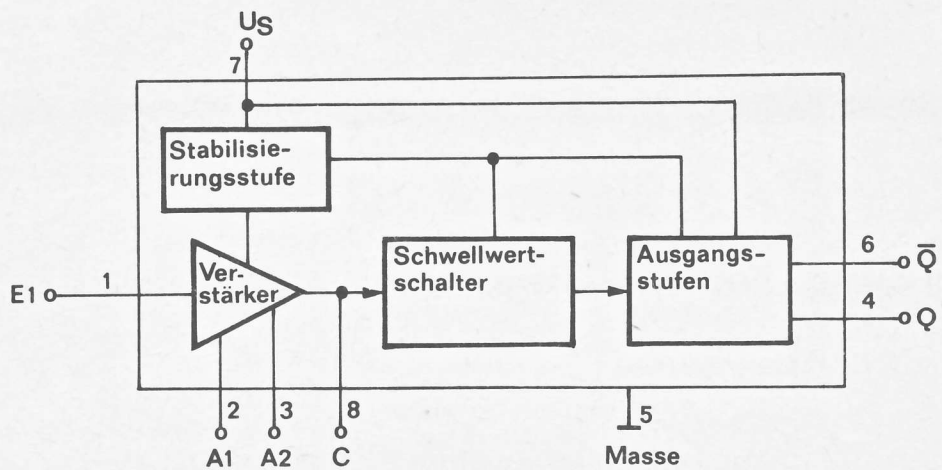 US
7
Stabilisie-
rungsstufe
Ver-
stärker
Schwellwert-
schalter
Ausgangs-
stufen
E1
1
6
Q̅
4
Q
2
3
8
5
A1
A2
C
Masse